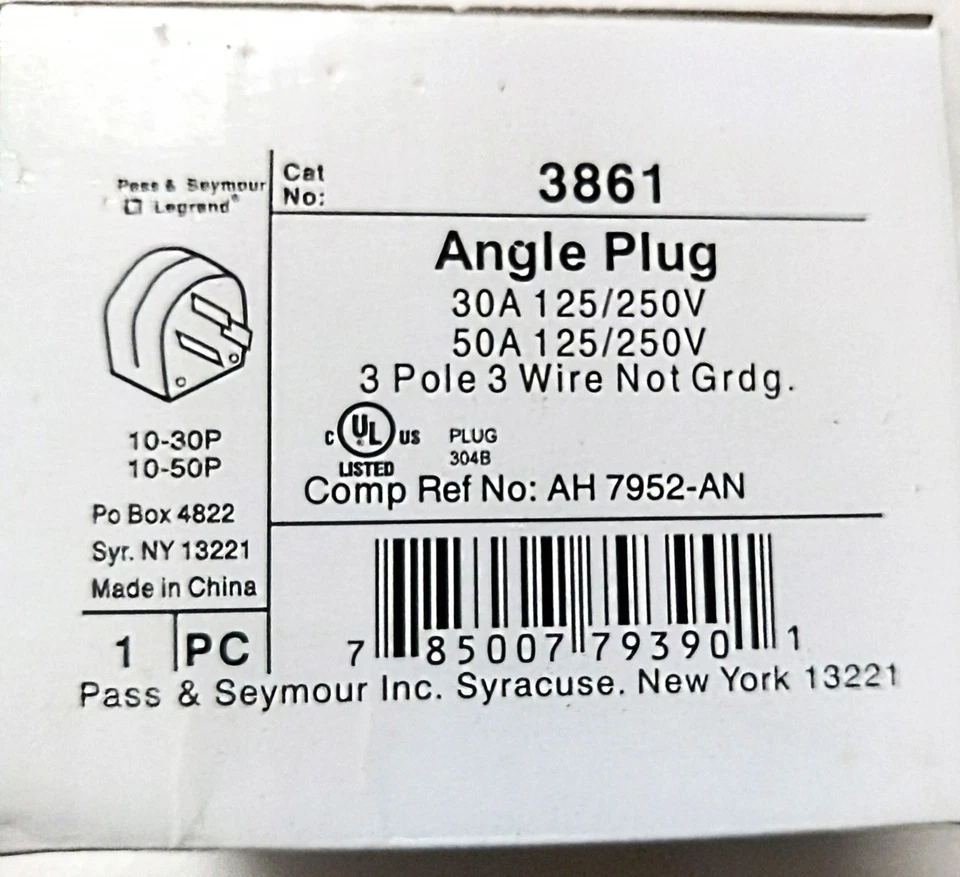 Pass & Seymour
Legrand®
Cat
No:
3861
Angle Plug
30A 125/250V
50A 125/250V
3 Pole 3 Wire Not Grdg.
C UL ® US
LISTED
PLUG
304B
Comp Ref No: AH 7952-AN
10-30P
10-50P
Po Box 4822
Syr. NY 13221
Made in China
1 PC
7 85007 79390 1
Pass & Seymour Inc. Syracuse. New York 13221